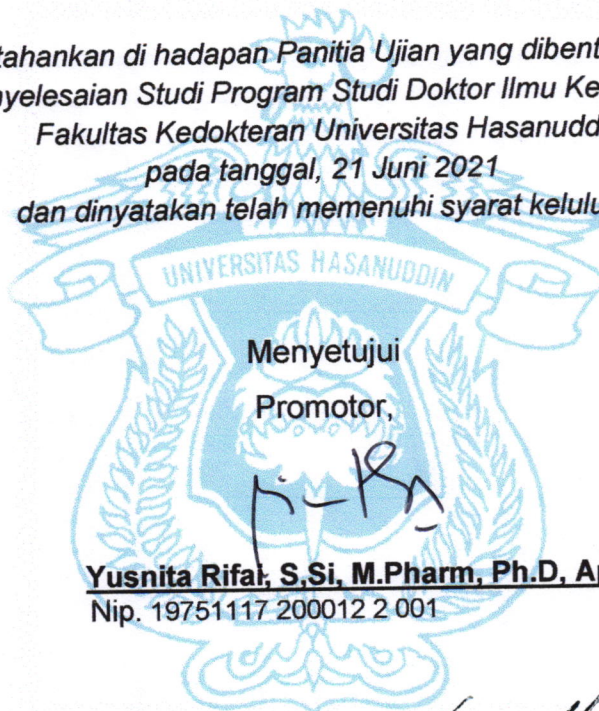 tahankan di hadapan Panitia Ujian yang dibent
nyelesaian Studi Program Studi Doktor Ilmu Ke
Fakultas Kedokteran Universitas Hasanudd
pada tanggal, 21 Juni 2021
dan dinyatakan telah memenuhi syarat kelulu
UNIVERSITAS HASANUDDIN
Menyetujui
Promotor,
Yusnita Rifai, S,Si, M.Pharm, Ph.D, Ap
Nip. 19751117 200012 2 001